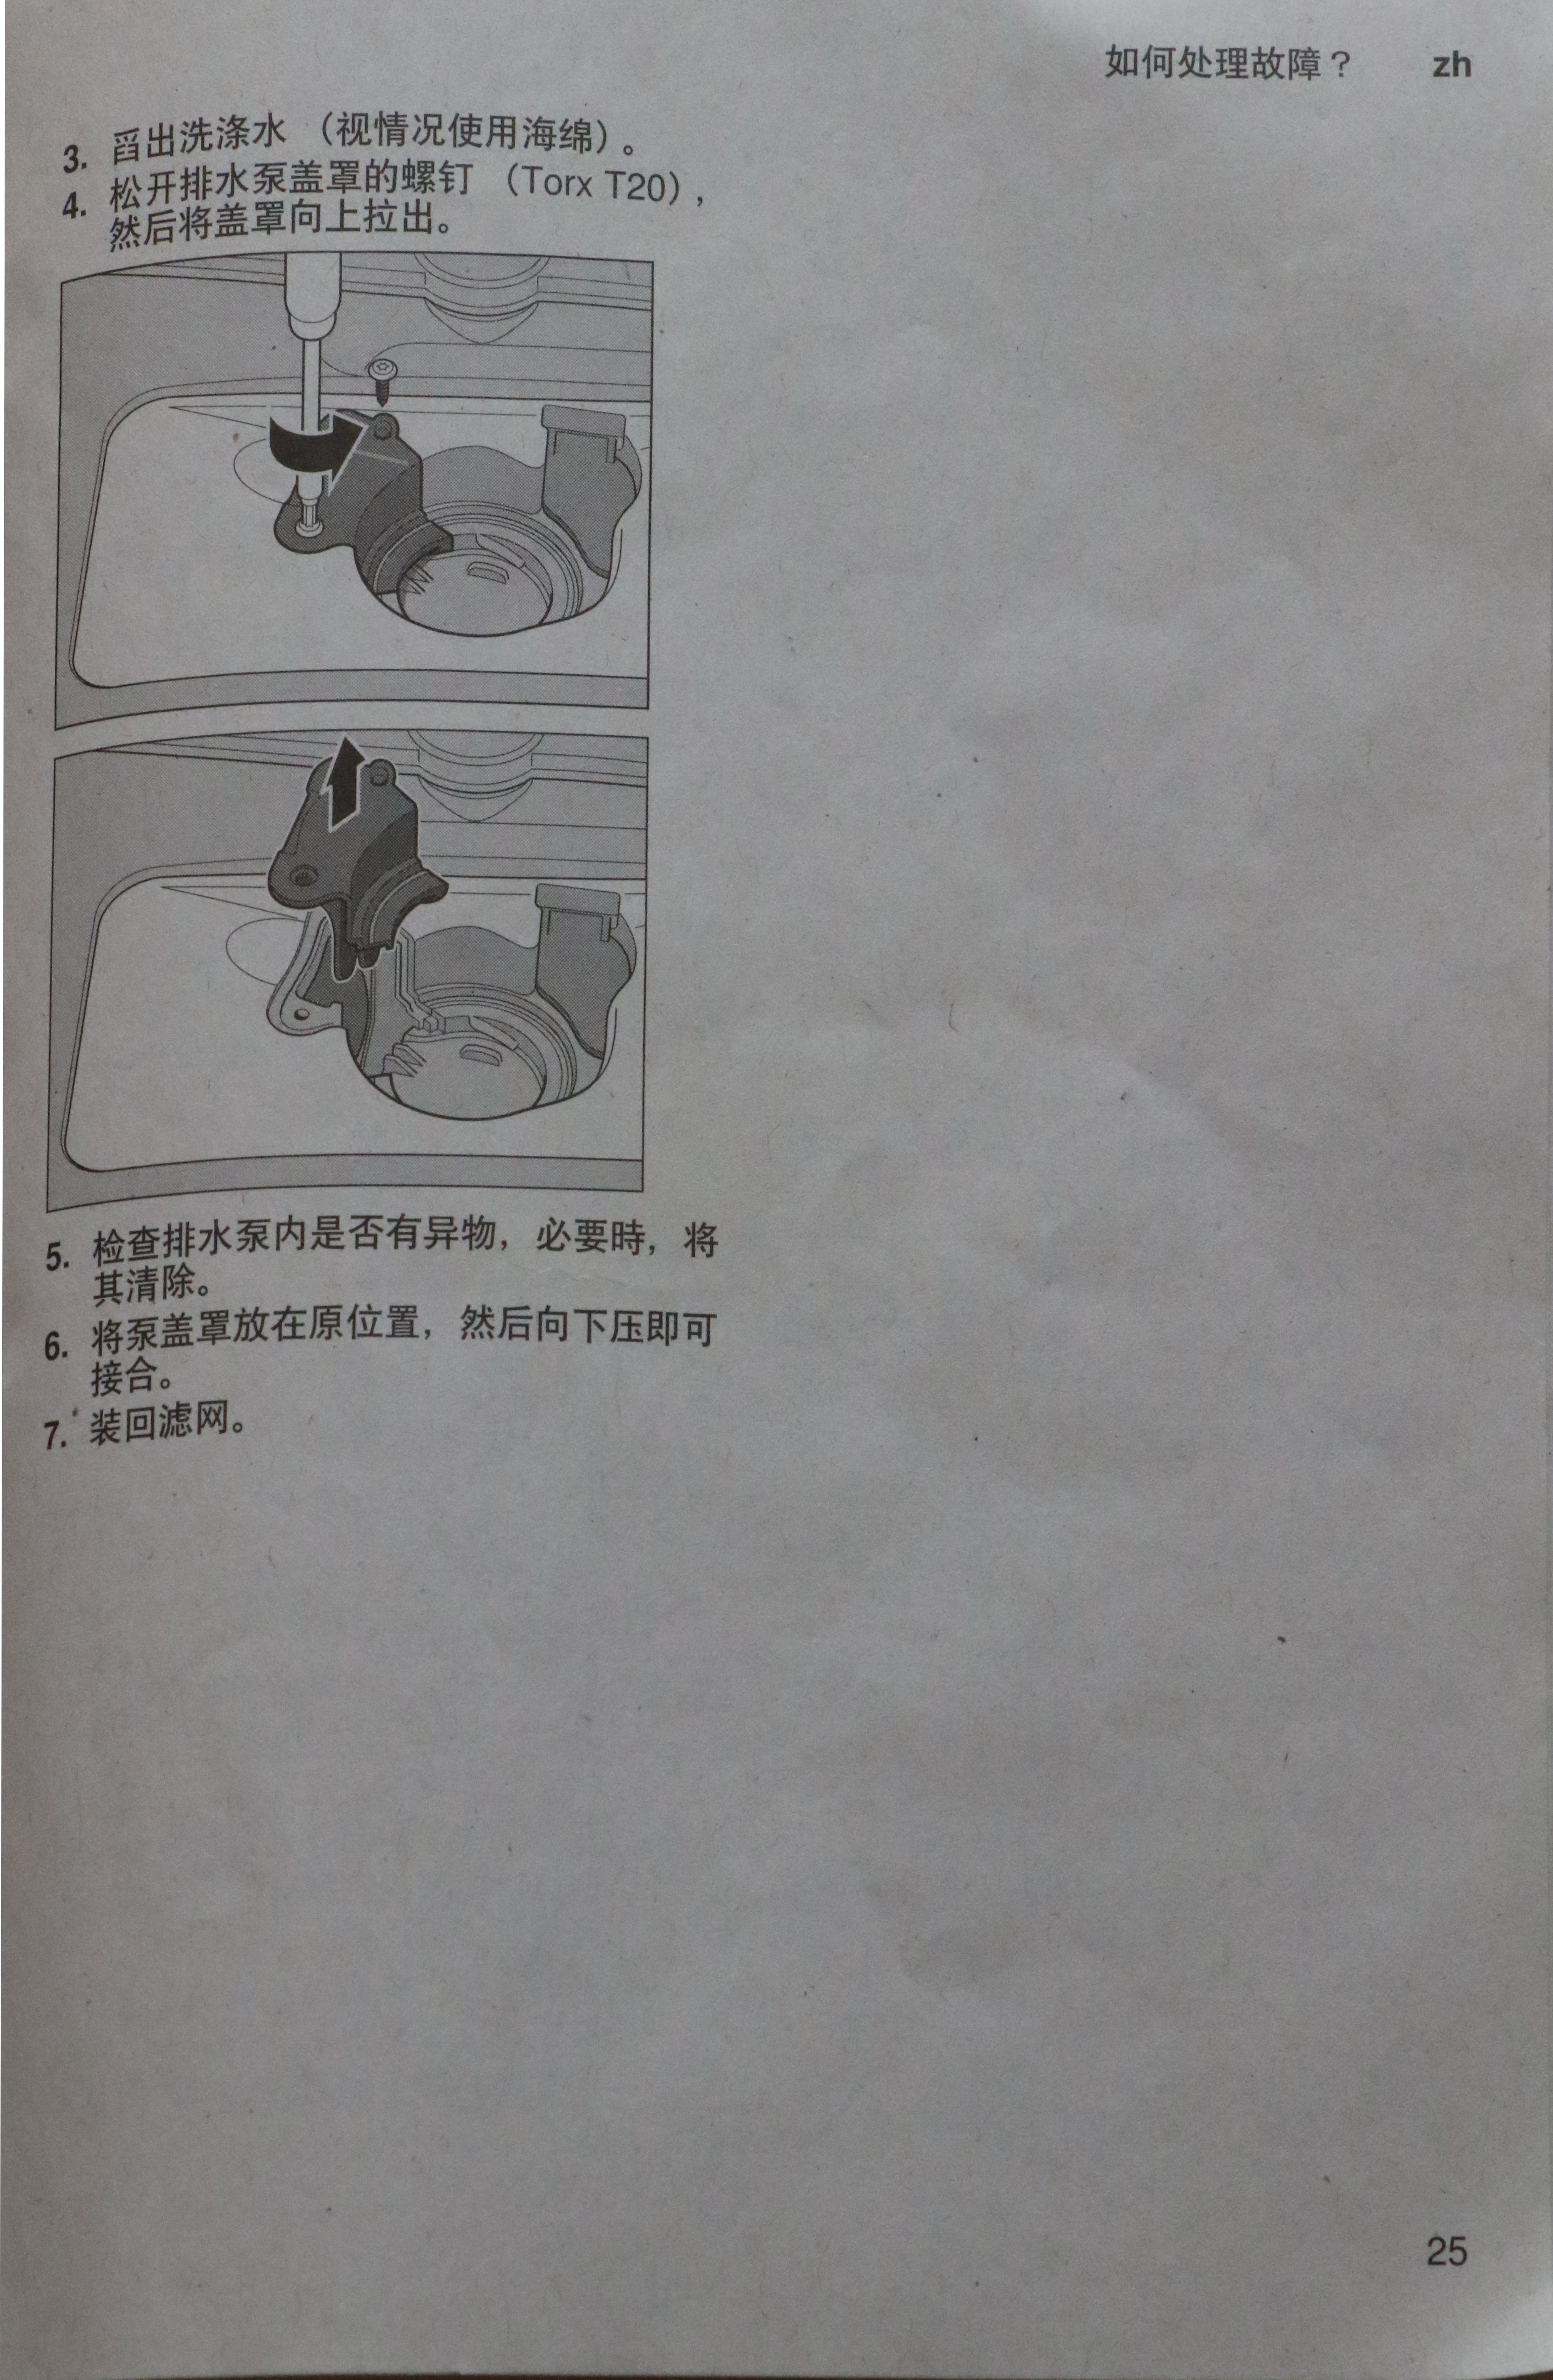 如何处理故障？ zh
3. 舀出洗涤水 （视情况使用海绵）。
4. 松开排水泵盖罩的螺钉 （Torx T20），
然后将盖罩向上拉出。
5. 检查排水泵内是否有异物，必要時，将
其清除。
6. 将泵盖罩放在原位置，然后向下压即可
接合。
7. 装回滤网。
25